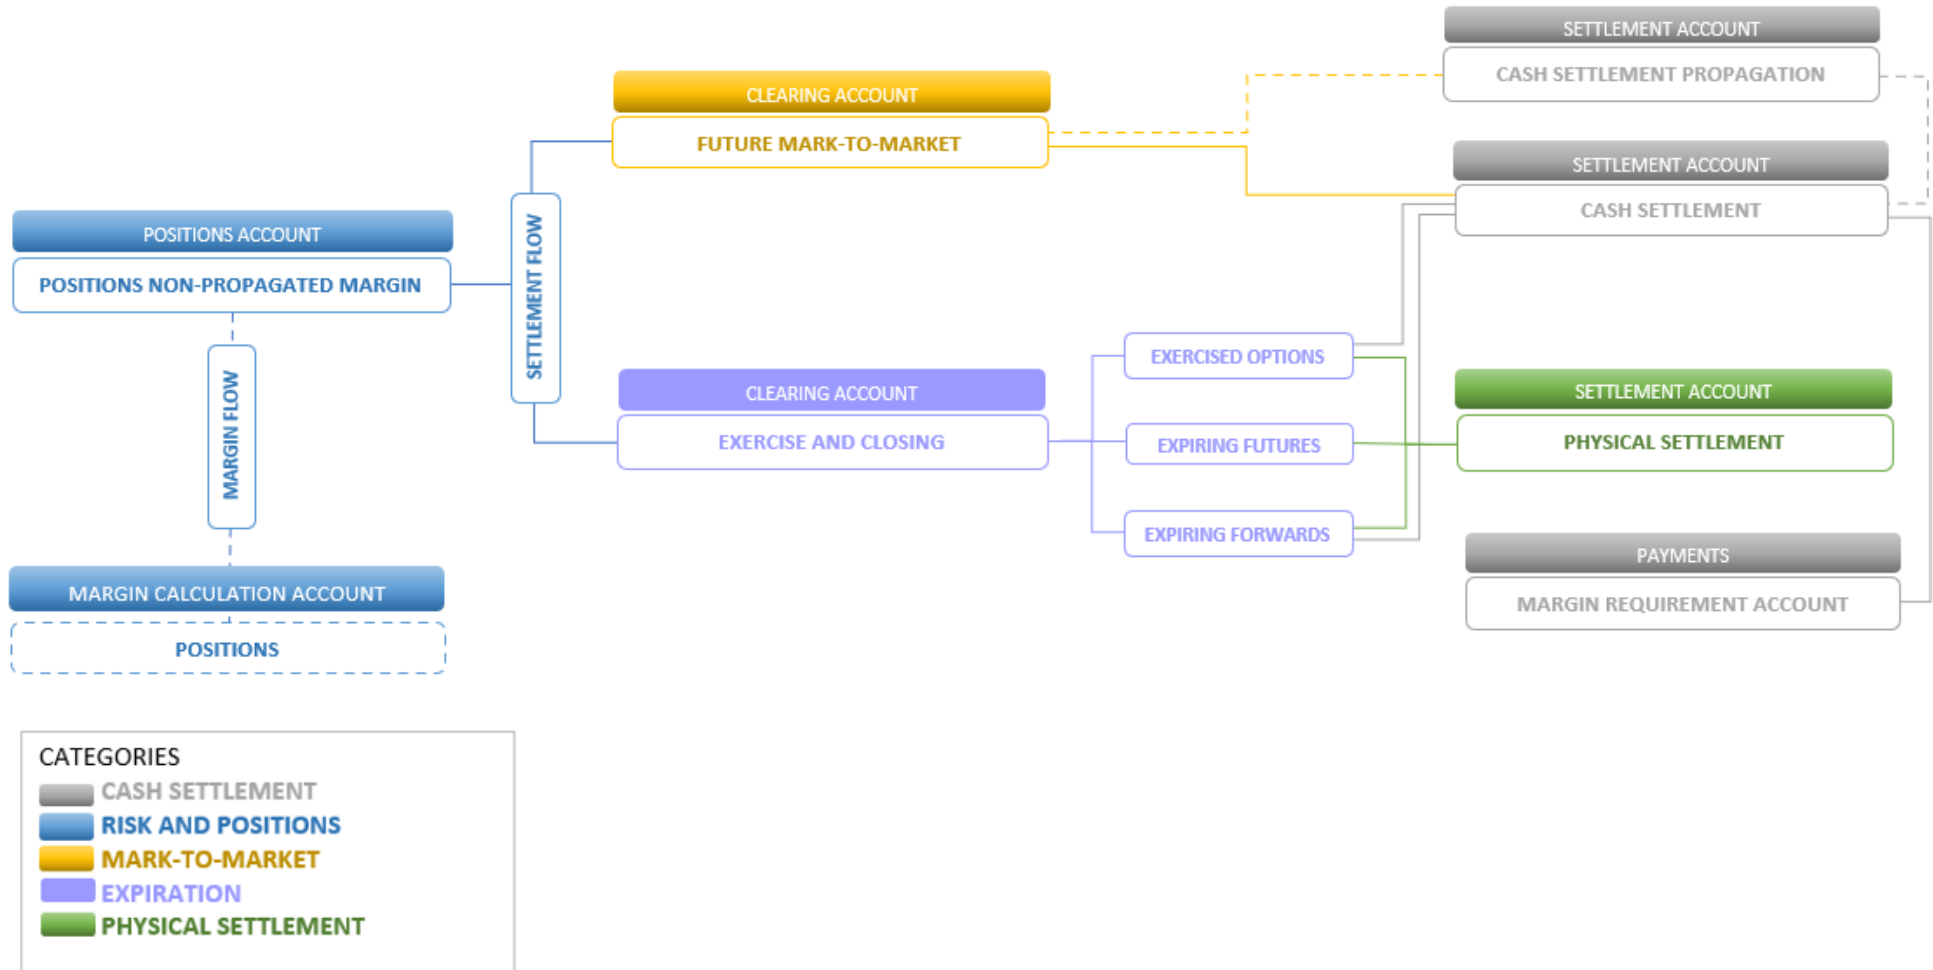 SETTLEMENT ACCOUNT
CASH SETTLEMENT PROPAGATION
CLEARING ACCOUNT
FUTURE MARK-TO-MARKET
SETTLEMENT ACCOUNT
CASH SETTLEMENT
POSITIONS ACCOUNT
POSITIONS NON-PROPAGATED MARGIN
SETTLEMENT FLOW
MARGIN FLOW
CLEARING ACCOUNT
EXERCISE AND CLOSING
EXERCISED OPTIONS
EXPIRING FUTURES
EXPIRING FORWARDS
SETTLEMENT ACCOUNT
PHYSICAL SETTLEMENT
PAYMENTS
MARGIN REQUIREMENT ACCOUNT
MARGIN CALCULATION ACCOUNT
POSITIONS
CATEGORIES
CASH SETTLEMENT
RISK AND POSITIONS
MARK-TO-MARKET
EXPIRATION
PHYSICAL SETTLEMENT